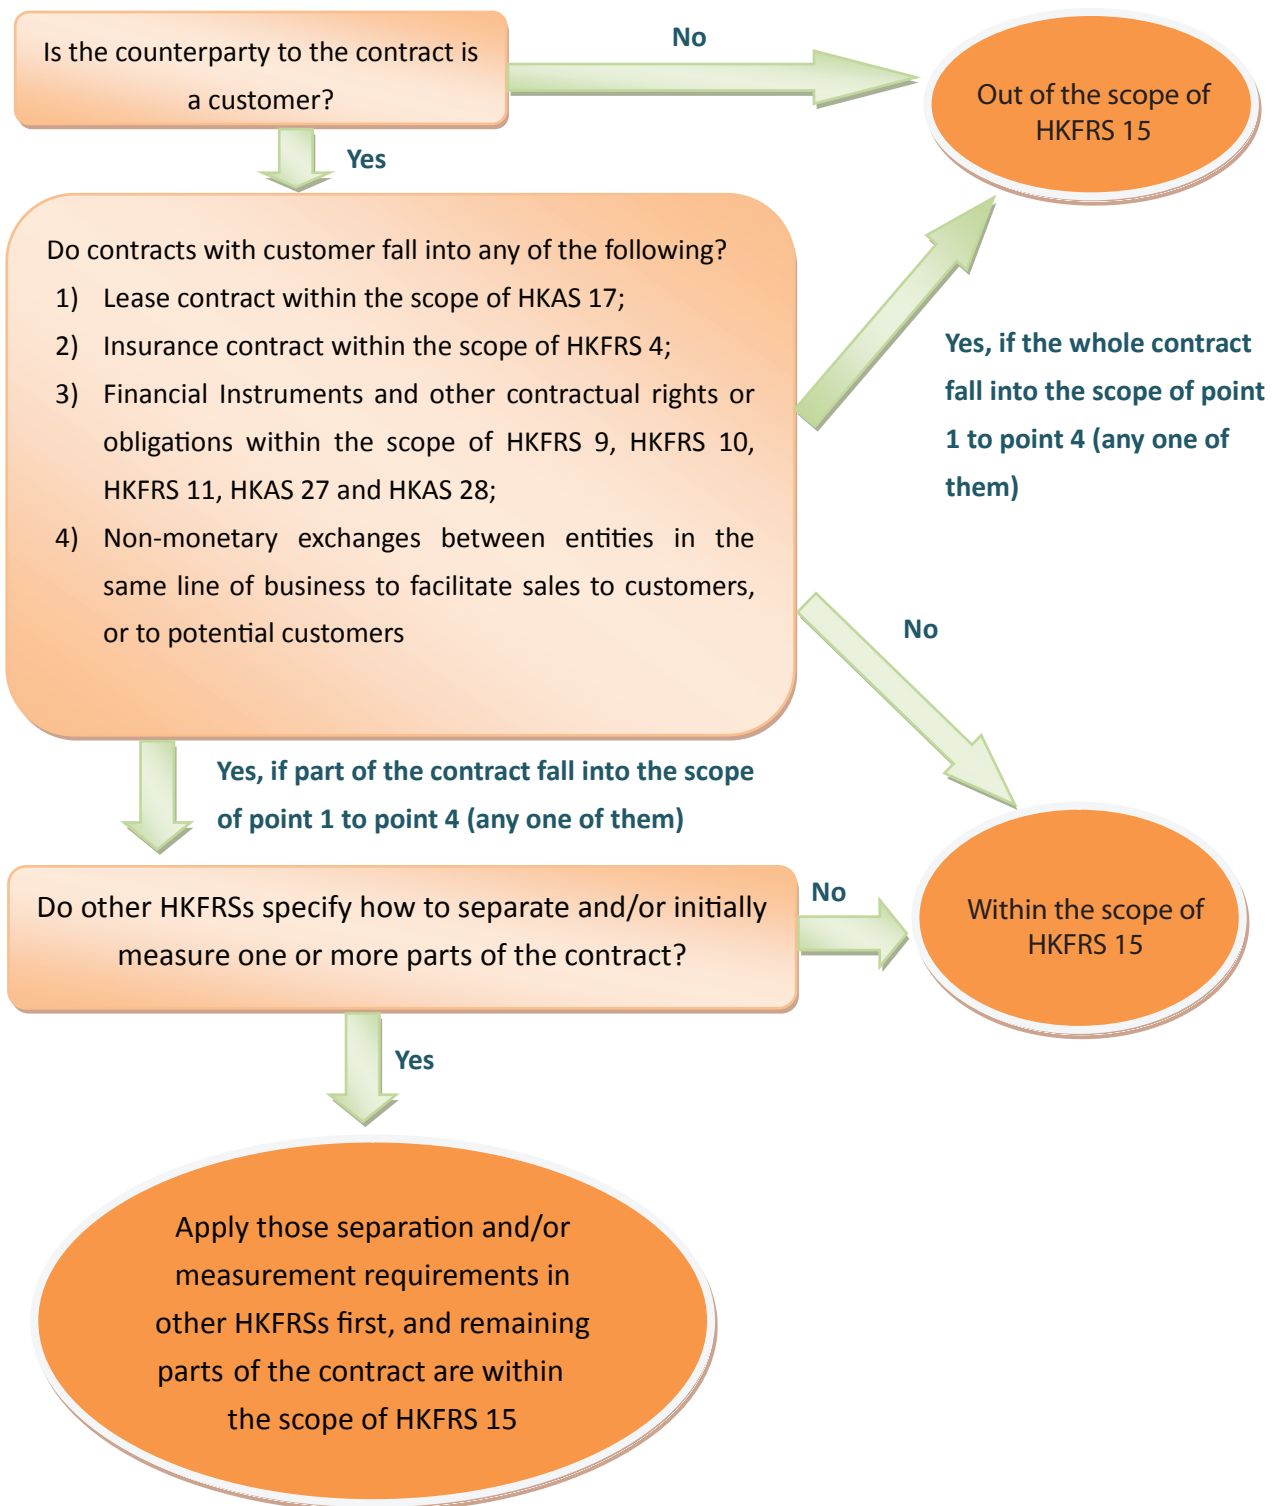 Is the counterparty to the contract is
a customer?
No
Out of the scope of
HKFRS 15
Yes
Do contracts with customer fall into any of the following?
1) Lease contract within the scope of HKAS 17;
2) Insurance contract within the scope of HKFRS 4;
3) Financial Instruments and other contractual rights or
obligations within the scope of HKFRS 9, HKFRS 10,
HKFRS 11, HKAS 27 and HKAS 28;
4) Non-monetary exchanges between entities in the
same line of business to facilitate sales to customers,
or to potential customers
Yes, if the whole contract
fall into the scope of point
1 to point 4 (any one of
them)
No
Yes, if part of the contract fall into the scope
of point 1 to point 4 (any one of them)
Do other HKFRSs specify how to separate and/or initially
measure one or more parts of the contract?
No
Within the scope of
HKFRS 15
Yes
Apply those separation and/or
measurement requirements in
other HKFRSs first, and remaining
parts of the contract are within
the scope of HKFRS 15